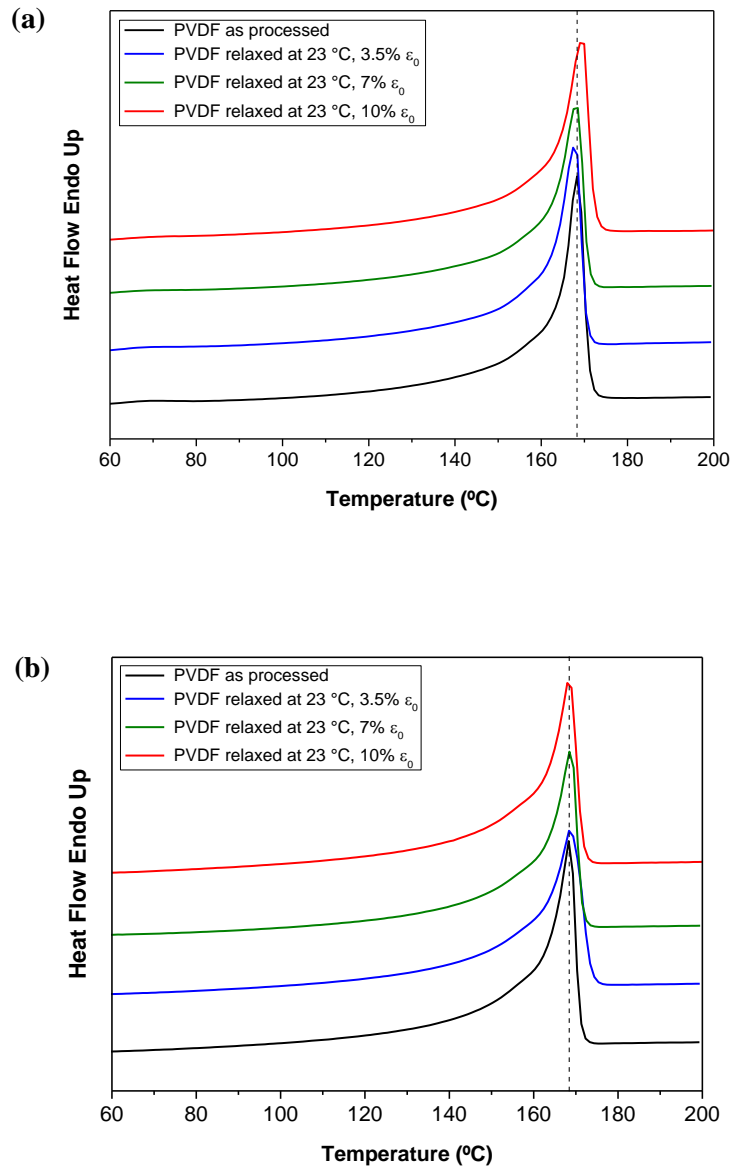 (a)
PVDF as processed
PVDF relaxed at 23 °C, 3.5% ε₀
PVDF relaxed at 23 °C, 7% ε₀
PVDF relaxed at 23 °C, 10% ε₀
Heat Flow Endo Up
60 80 100 120 140 160 180 200
Temperature (ºC)
(b)
PVDF as processed
PVDF relaxed at 23 °C, 3.5% ε₀
PVDF relaxed at 23 °C, 7% ε₀
PVDF relaxed at 23 °C, 10% ε₀
Heat Flow Endo Up
60 80 100 120 140 160 180 200
Temperature (ºC)